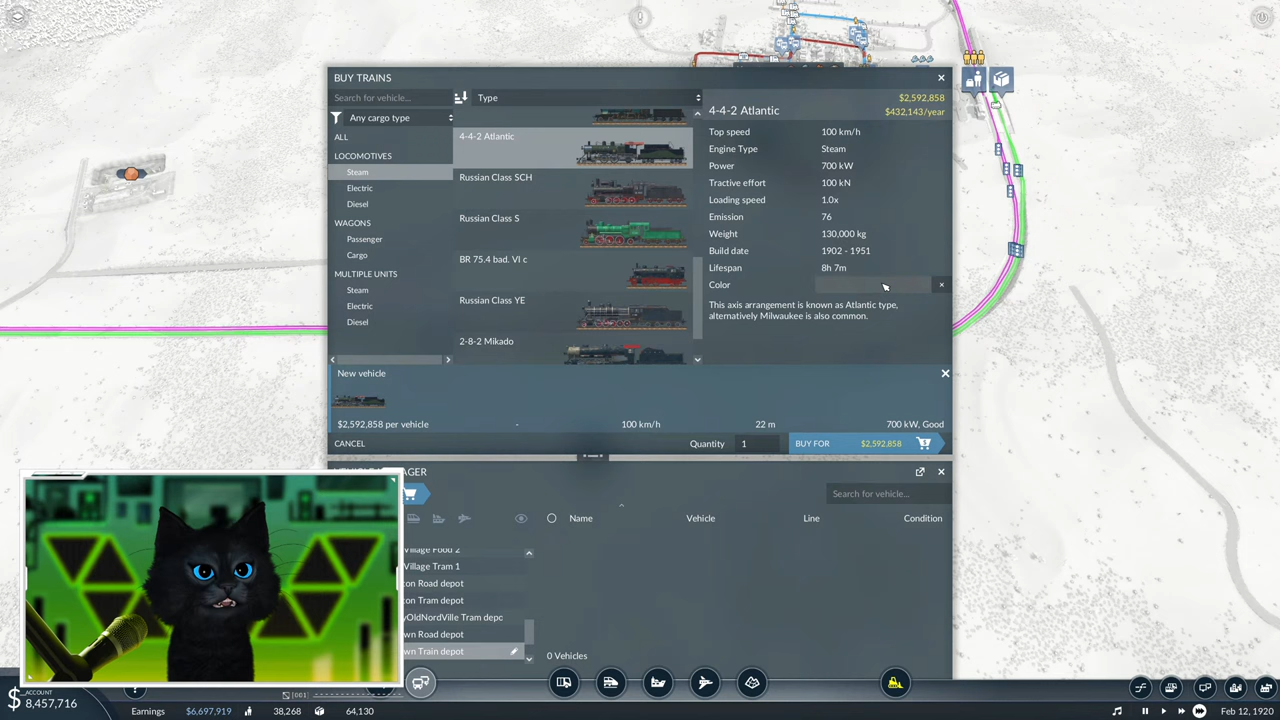 BUY TRAINS
Search for vehicle...
Type
$2,592,858
Any cargo type
4-4-2 Atlantic
$432,143/year
ALL
LOCOMOTIVES
Steam
Electric
Diesel
WAGONS
Passenger
Cargo
MULTIPLE UNITS
Steam
Electric
Diesel
4-4-2 Atlantic
Russian Class SCH
Russian Class S
BR 75.4 bad. VI c
Russian Class YE
2-8-2 Mikado
Top speed 100 km/h
Engine Type Steam
Power 700 kW
Tractive effort 100 kN
Loading speed 1.0x
Emission 76
Weight 130,000 kg
Build date 1902 - 1951
Lifespan 8h 7m
Color
This axis arrangement is known as Atlantic type,
alternatively Milwaukee is also common.
New vehicle
$2,592,858 per vehicle - 100 km/h 22 m 700 kW, Good
CANCEL Quantity 1 BUY FOR $2,592,858
AGER
Search for vehicle...
Name Vehicle Line Condition
Village Food 2
Village Tram 1
con Road depot
con Tram depot
yOldNordVille Tram depc
wn Road depot
wn Train depot
0 Vehicles
ACCOUNT
$ 8,457,716
Earnings $6,697,919 38,268 64,130
Feb 12, 1920